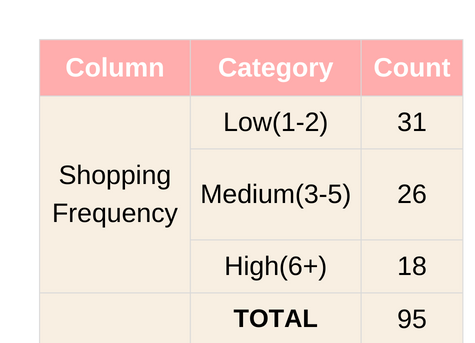 Column Category Count
Low(1-2) 31
Shopping
Frequency
Medium(3-5) 26
High(6+) 18
TOTAL 95